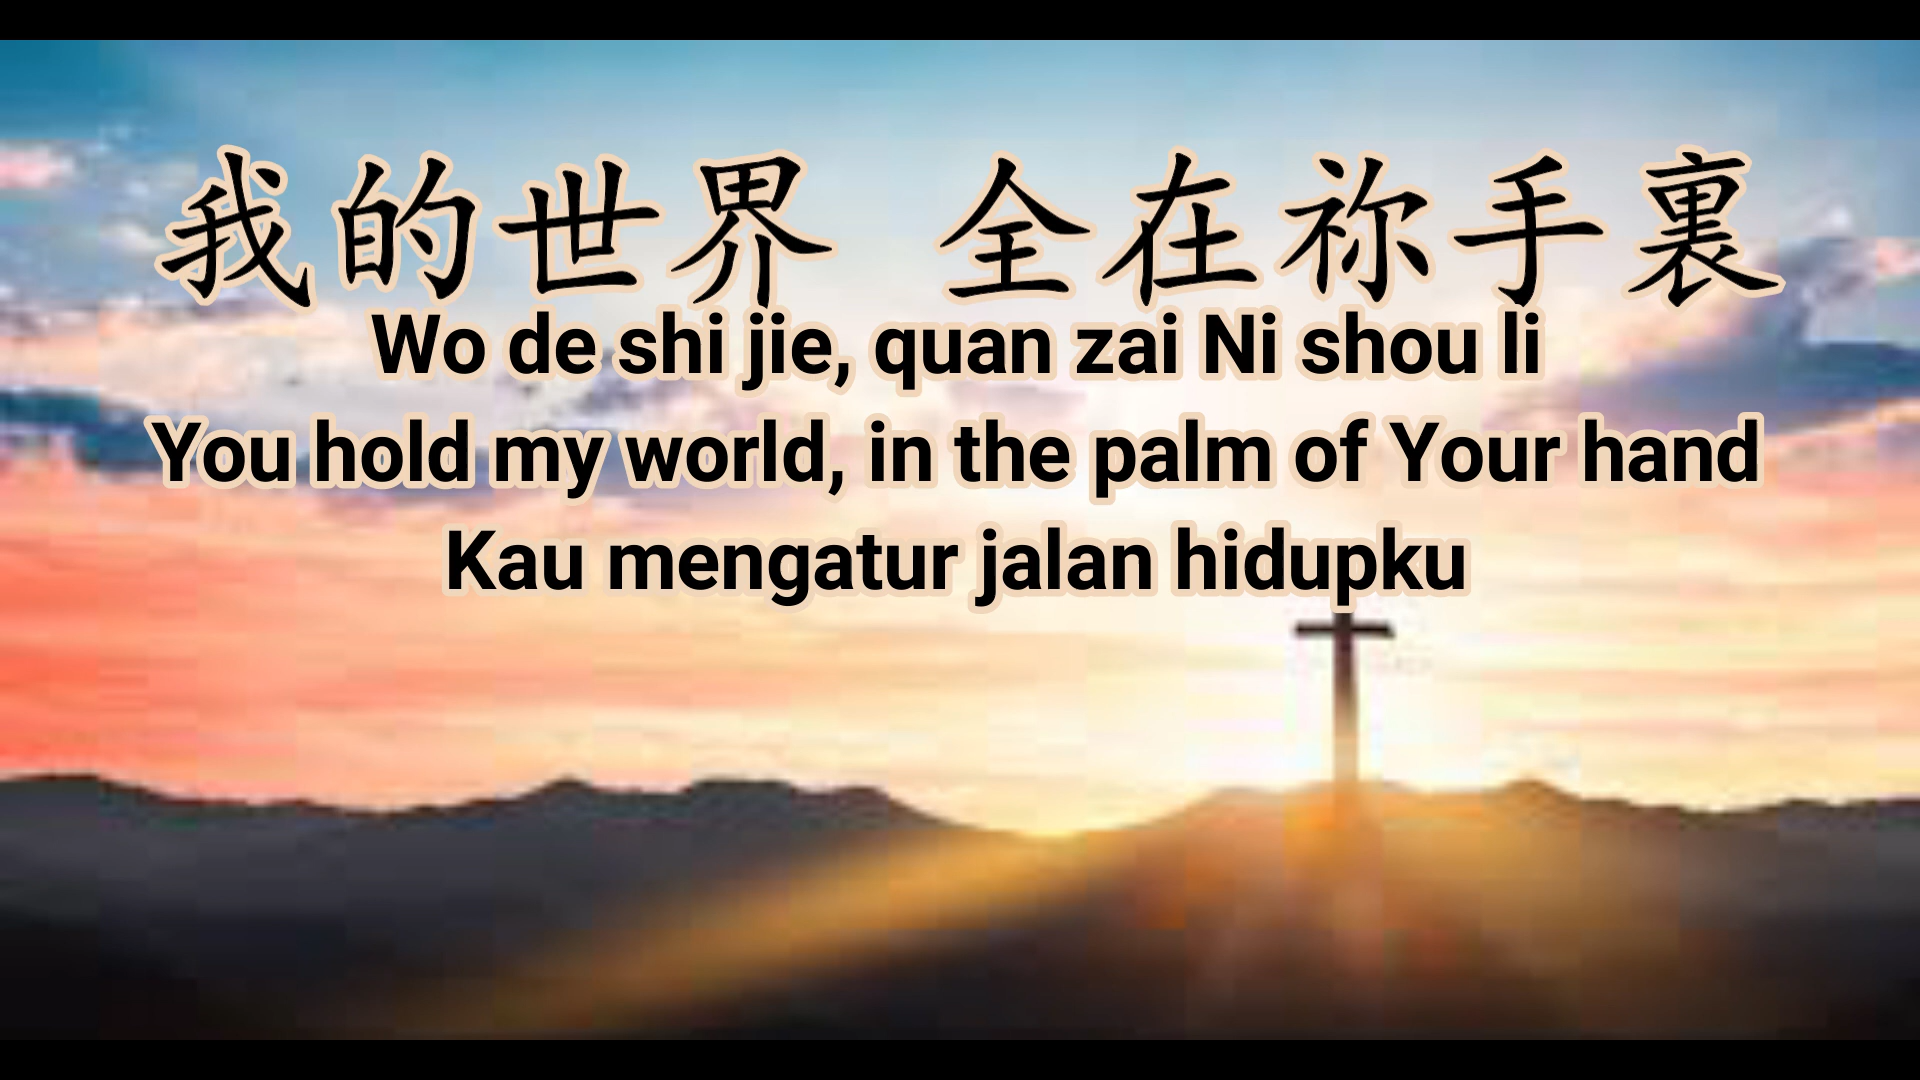 我的世界 全在祢手裏
Wo de shi jie, quan zai Ni shou li
You hold my world, in the palm of Your hand
Kau mengatur jalan hidupku